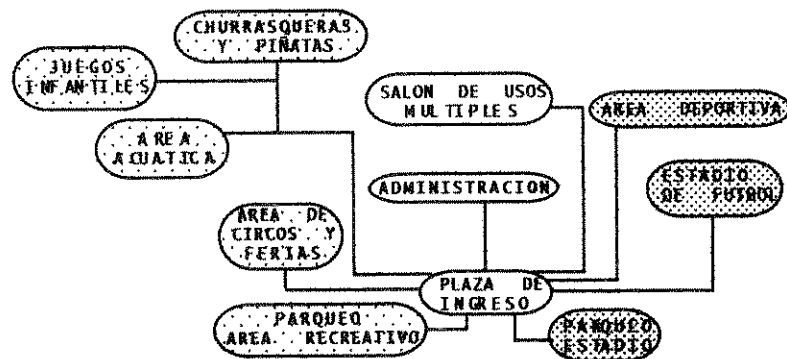 CHURRASQUERAS
Y PIÑATAS
JUEGOS
INFANTILES
SALON DE USOS
MULTIPLES
AREA DEPORTIVA
AREA
ACUATICA
ADMINISTRACION
ESTADIO
DE FUTBOL
AREA DE
CIRCOS Y
FERIAS
PLAZA DE
INGRESO
PARQUEO
AREA RECREATIVO
PARQUEO
ESTADIO